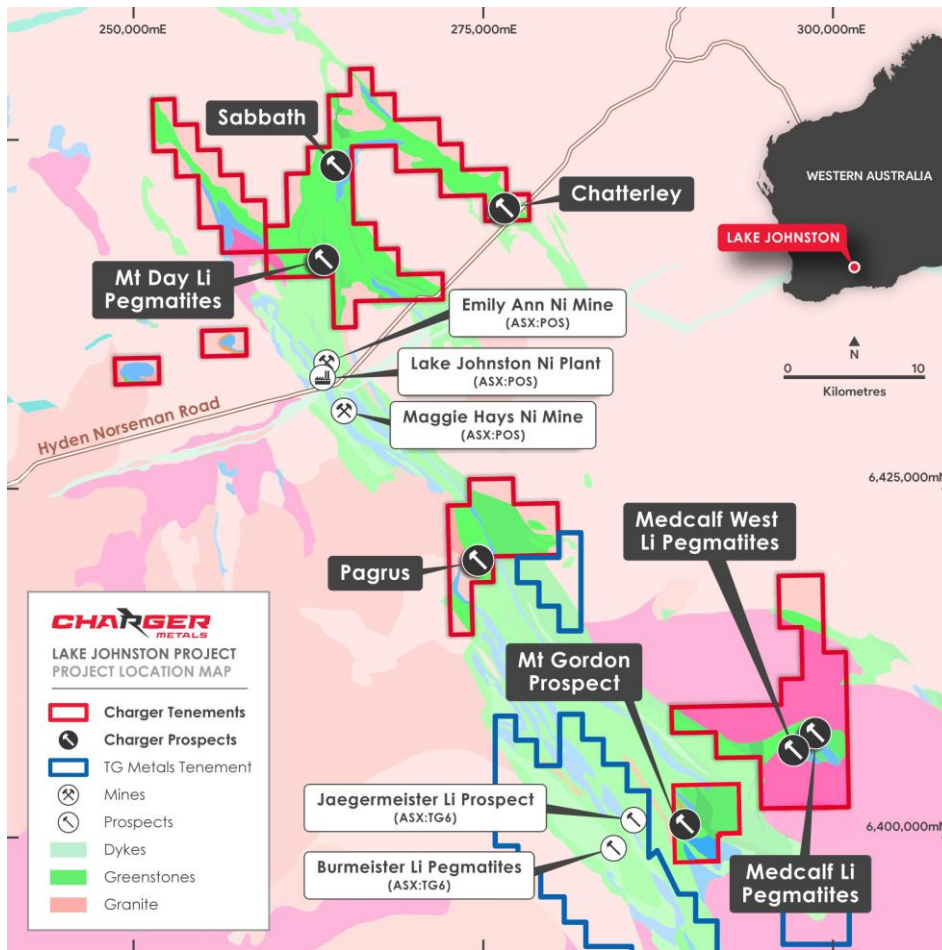 250,000mE
275,000mE
300,000mE
Sabbath
Chatterley
WESTERN AUSTRALIA
LAKE JOHNSTON
Mt Day Li
Pegmatites
Emily Ann Ni Mine
(ASX:POS)
Lake Johnston Ni Plant
(ASX:POS)
Maggie Hays Ni Mine
(ASX:POS)
N
0
10
Kilometres
Hyden Norseman Road
6,425,000mN
Medcalf West
Li Pegmatites
Pagrus
Mt Gordon
Prospect
CHARGER
METALS
LAKE JOHNSTON PROJECT
PROJECT LOCATION MAP
Charger Tenements
Charger Prospects
TG Metals Tenement
Mines
Prospects
Dykes
Greenstones
Granite
Jaegermeister Li Prospect
(ASX:TG6)
Burmeister Li Pegmatites
(ASX:TG6)
6,400,000mN
Medcalf Li
Pegmatites